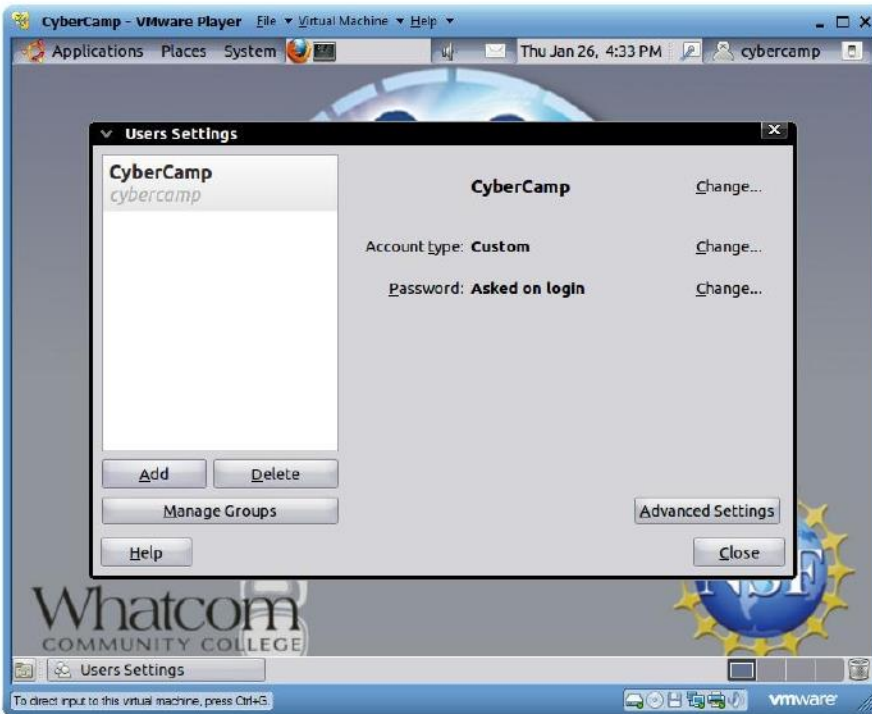 CyberCamp - VMware Player File Virtual Machine Help
Applications Places System Thu Jan 26, 4:33 PM cybercamp
Users Settings
CyberCamp
cybercamp
CyberCamp Change...
Account type: Custom Change...
Password: Asked on login Change...
Add Delete
Manage Groups Advanced Settings
Help Close
NSF
Whatcom
COMMUNITY COLLEGE
Users Settings
To direct input to this virtual machine, press Ctrl+G. vmware